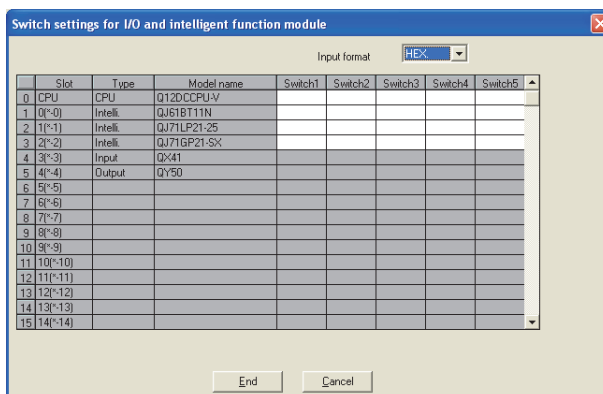 Switch settings for I/O and intelligent function module
Input format HEX.
Slot Type Model name Switch1 Switch2 Switch3 Switch4 Switch5
0 CPU CPU Q12DCCPU-V
1 0(*-0) Intelli. QJ61BT11N
2 1(*-1) Intelli. QJ71LP21-25
3 2(*-2) Intelli. QJ71GP21-SX
4 3(*-3) Input QX41
5 4(*-4) Output QY50
6 5(*-5)
7 6(*-6)
8 7(*-7)
9 8(*-8)
10 9(*-9)
11 10(*-10)
12 11(*-11)
13 12(*-12)
14 13(*-13)
15 14(*-14)
End Cancel